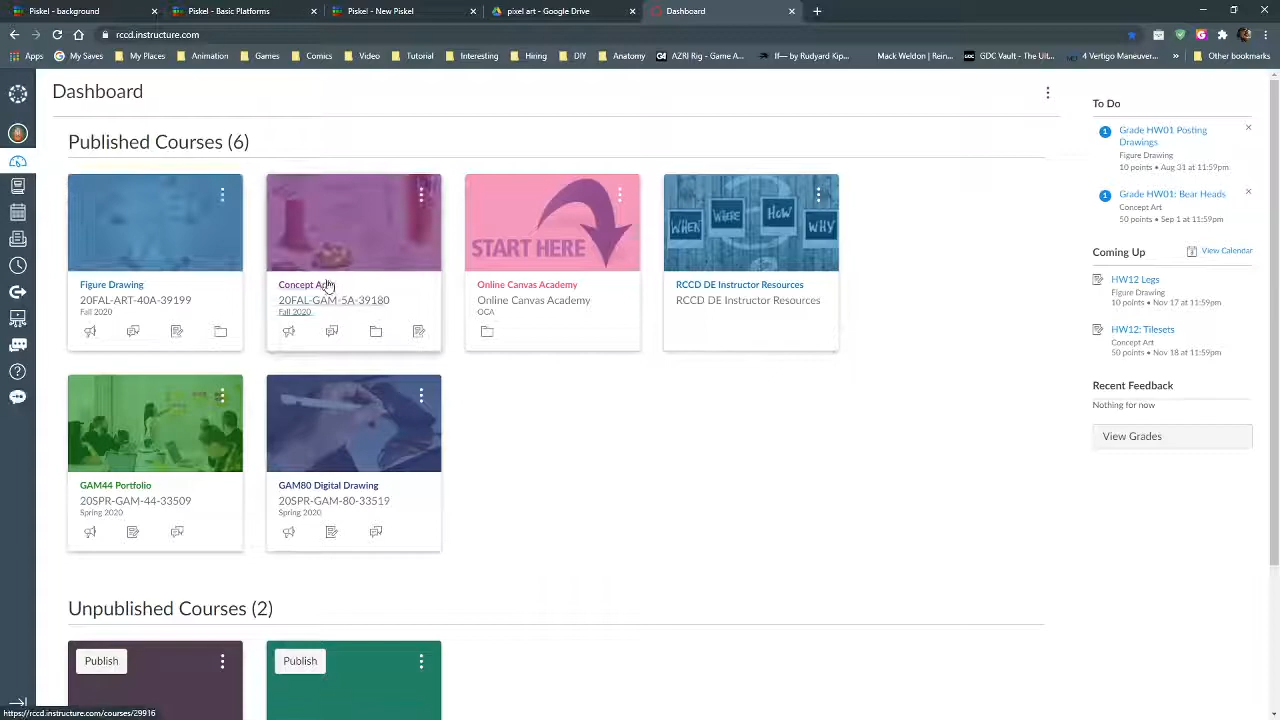 Piskel - background
Piskel - Basic Platforms
Piskel - New Piskel
pixel art - Google Drive
Dashboard
rccd.instructure.com
Apps
My Saves
My Places
Animation
Games
Comics
Video
Tutorial
Interesting
Hiring
DIY
Anatomy
AZRI Rig - Game A...
If— by Rudyard Kip...
Mack Weldon | Rein...
GDC Vault - The Ult...
4 Vertigo Maneuver...
Other bookmarks
Dashboard
Published Courses (6)
Figure Drawing
20FAL-ART-40A-39199
Fall 2020
Concept Art
20FAL-GAM-5A-39180
Fall 2020
START HERE
Online Canvas Academy
Online Canvas Academy
OCA
WHEN
WHERE
HOW
WHY
RCCD DE Instructor Resources
RCCD DE Instructor Resources
GAM44 Portfolio
20SPR-GAM-44-33509
Spring 2020
GAM80 Digital Drawing
20SPR-GAM-80-33519
Spring 2020
Unpublished Courses (2)
Publish
Publish
To Do
1
Grade HW01 Posting
Drawings
Figure Drawing
10 points • Aug 31 at 11:59pm
1
Grade HW01: Bear Heads
Concept Art
50 points • Sep 1 at 11:59pm
Coming Up
View Calendar
HW12 Legs
Figure Drawing
10 points • Nov 17 at 11:59pm
HW12: Tilesets
Concept Art
50 points • Nov 18 at 11:59pm
Recent Feedback
Nothing for now
View Grades
https://rccd.instructure.com/courses/29916